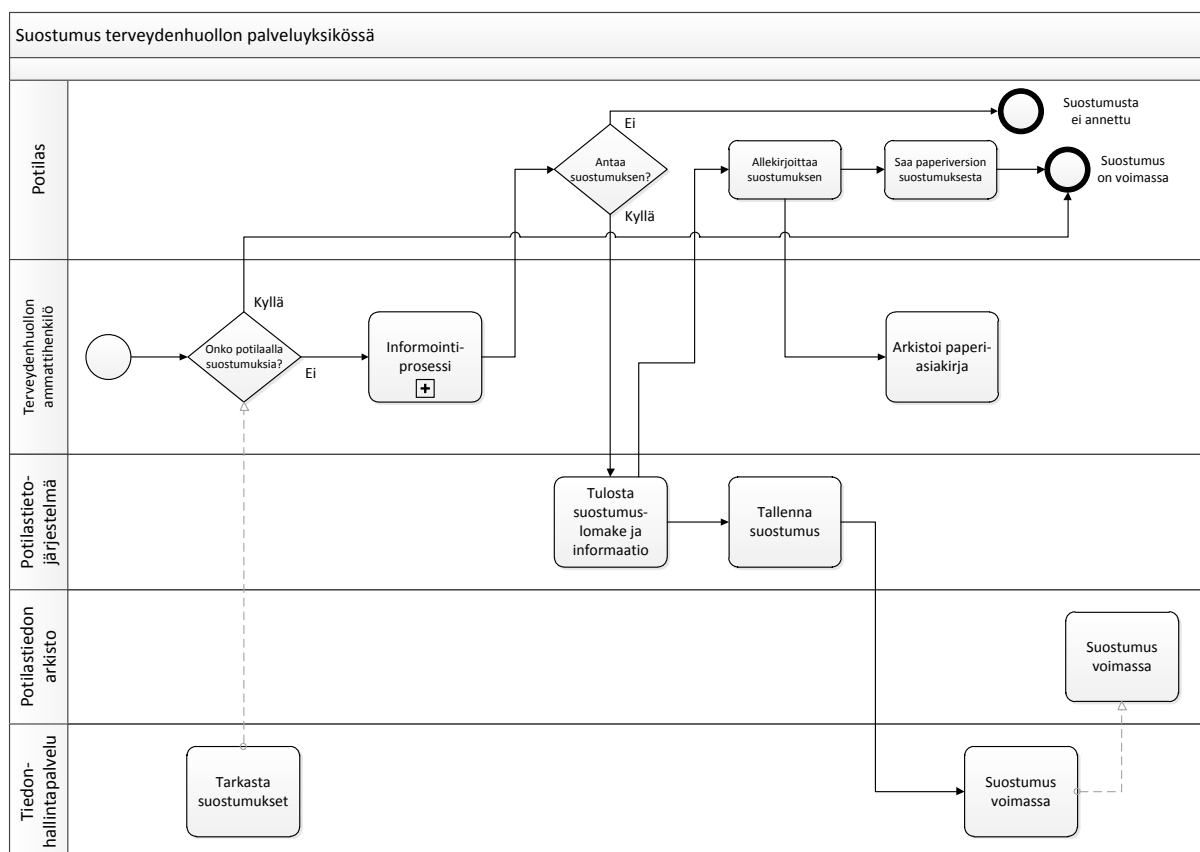 Suostumus terveydenhuollon palveluyksikössä
Potilas
Ei
Suostumusta
ei annettu
Antaa
suostumuksen?
Kyllä
Allekirjoittaa
suostumuksen
Saa paperiversion
suostumuksesta
Suostumus
on voimassa
Terveydenhuollon
ammattihenkilö
Kyllä
Onko potilaalla
suostumuksia?
Ei
Informointi-
prosessi
Arkistoi paperi-
asiakirja
Potilastieto-
järjestelmä
Tulosta
suostumus-
lomake ja
informaatio
Tallenna
suostumus
Potilastiedon
arkisto
Suostumus
voimassa
Tiedon-
hallintapalvelu
Tarkasta
suostumukset
Suostumus
voimassa